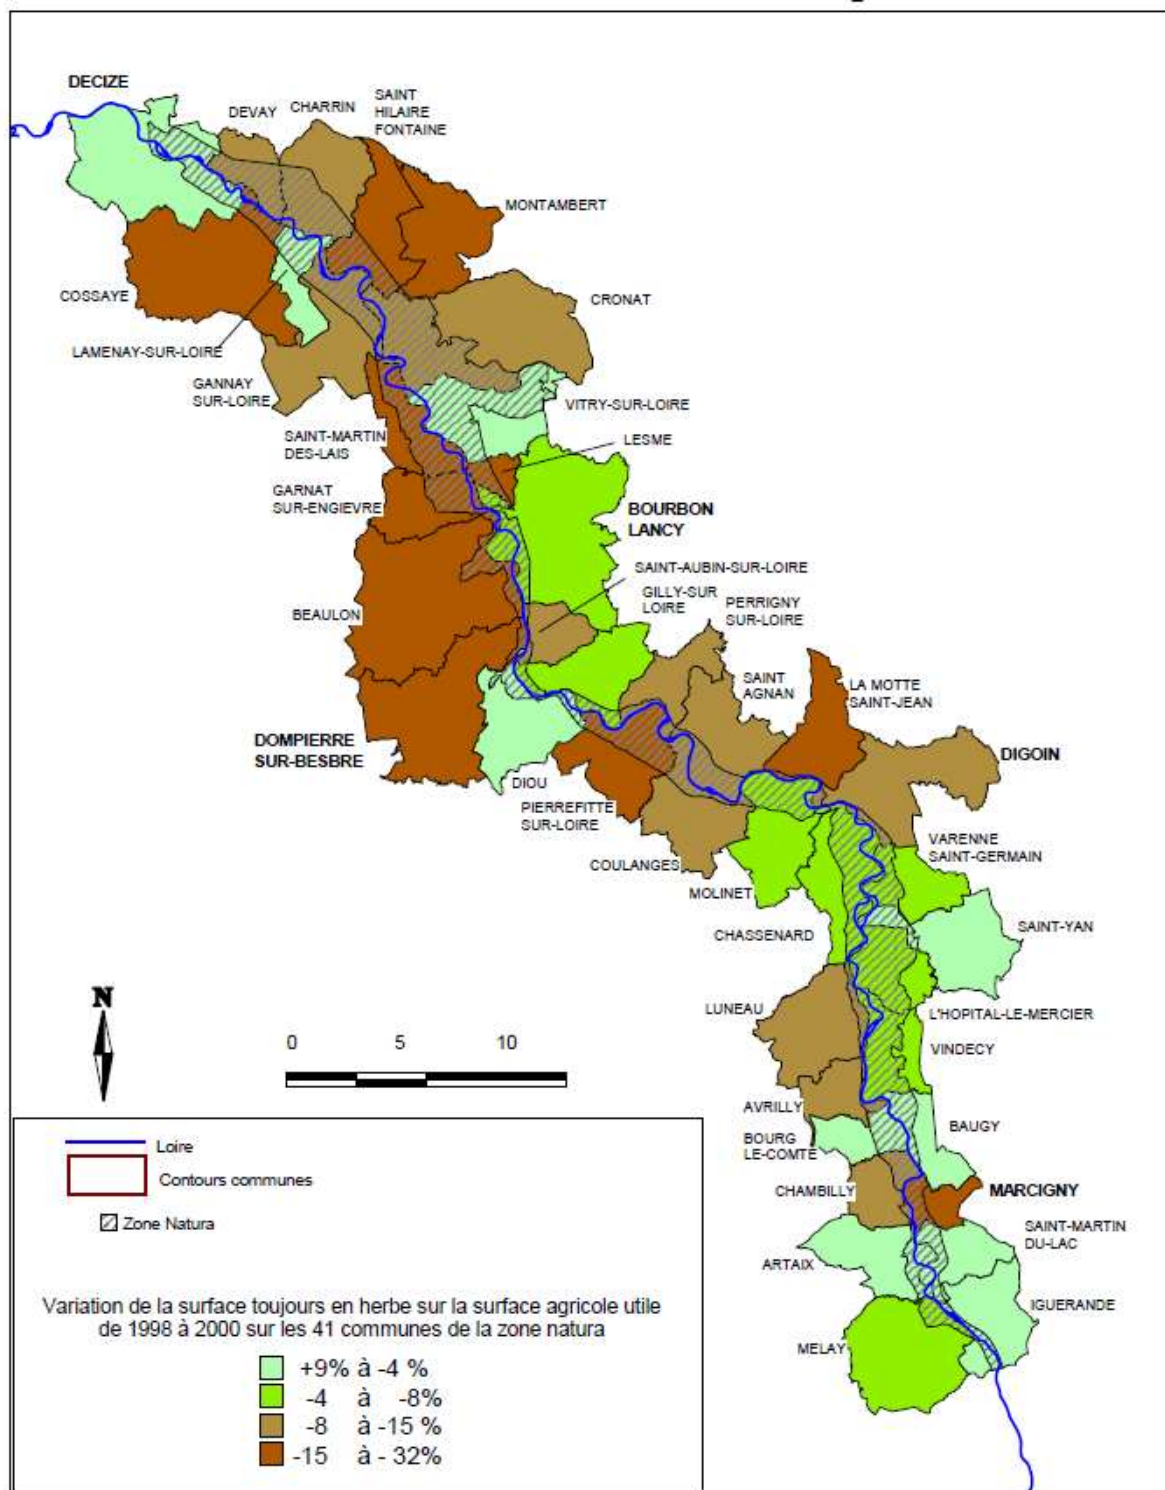 DECIZE
DEVAY
CHARRIN
SAINT
HILAIRE
FONTAINE
MONTAMBERT
COSSAYE
CRONAT
LAMENAY-SUR-LOIRE
GANNAY
SUR-LOIRE
VITRY-SUR-LOIRE
SAINT-MARTIN
DES-LAIS
LESME
GARNAT
SUR-ENGIEVRE
BOURBON
LANCY
SAINT-AUBIN-SUR-LOIRE
GILLY-SUR
LOIRE
PERRIGNY
SUR-LOIRE
BEAULON
SAINT
AGNAN
LA MOTTE
SAINT-JEAN
DOMPIERRE
SUR-BESBRE
DIGOIN
DIOU
PIERREFITTE
SUR-LOIRE
VARENNE
SAINT-GERMAIN
COULANGES
MOLINET
CHASSENARD
SAINT-YAN
N
LUNEAU
L'HOPITAL-LE-MERCIER
0 5 10
VINDECY
AVRILLY
BAUGY
BOURG
LE-COMTE
CHAMBILLY
MARCIGNY
SAINT-MARTIN
DU-LAC
ARTAIX
IGUERANDE
MELAY
Loire
Contours communes
Zone Natura
Variation de la surface toujours en herbe sur la surface agricole utile
de 1998 à 2000 sur les 41 communes de la zone natura
+9% à -4 %
-4 à -8%
-8 à -15 %
-15 à - 32%